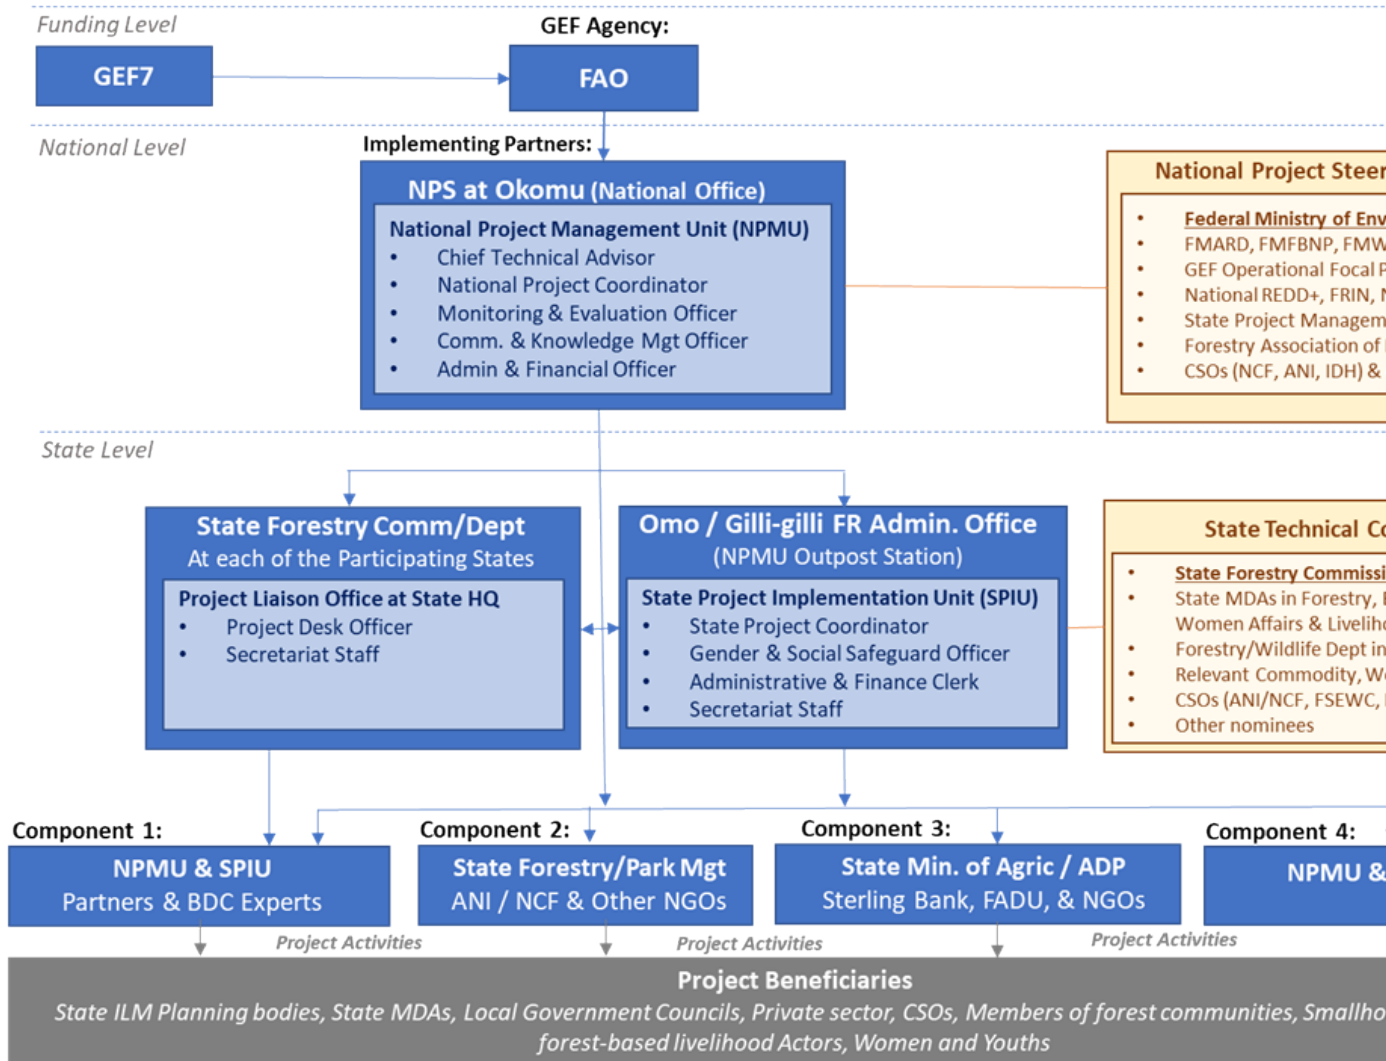 Funding Level
GEF Agency:
GEF7
FAO
National Level
Implementing Partners:
NPS at Okomu (National Office)
National Project Management Unit (NPMU)
• Chief Technical Advisor
• National Project Coordinator
• Monitoring & Evaluation Officer
• Comm. & Knowledge Mgt Officer
• Admin & Financial Officer
National Project Steer
• Federal Ministry of Env
• FMARD, FMFBNP, FMW
• GEF Operational Focal P
• National REDD+, FRIN, N
• State Project Managem
• Forestry Association of
• CSOs (NCF, ANI, IDH) &
State Level
State Forestry Comm/Dept
At each of the Participating States
Project Liaison Office at State HQ
• Project Desk Officer
• Secretariat Staff
Omo / Gilli-gilli FR Admin. Office
(NPMU Outpost Station)
State Project Implementation Unit (SPIU)
• State Project Coordinator
• Gender & Social Safeguard Officer
• Administrative & Finance Clerk
• Secretariat Staff
State Technical Co
• State Forestry Commissi
• State MDAs in Forestry,
Women Affairs & Liveliho
• Forestry/Wildlife Dept in
• Relevant Commodity, Wo
• CSOs (ANI/NCF, FSEWC,
• Other nominees
Component 1:
NPMU & SPIU
Partners & BDC Experts
Component 2:
State Forestry/Park Mgt
ANI / NCF & Other NGOs
Component 3:
State Min. of Agric / ADP
Sterling Bank, FADU, & NGOs
Component 4:
NPMU &
Project Activities
Project Activities
Project Activities
Project Beneficiaries
State ILM Planning bodies, State MDAs, Local Government Councils, Private sector, CSOs, Members of forest communities, Smallho
forest-based livelihood Actors, Women and Youths